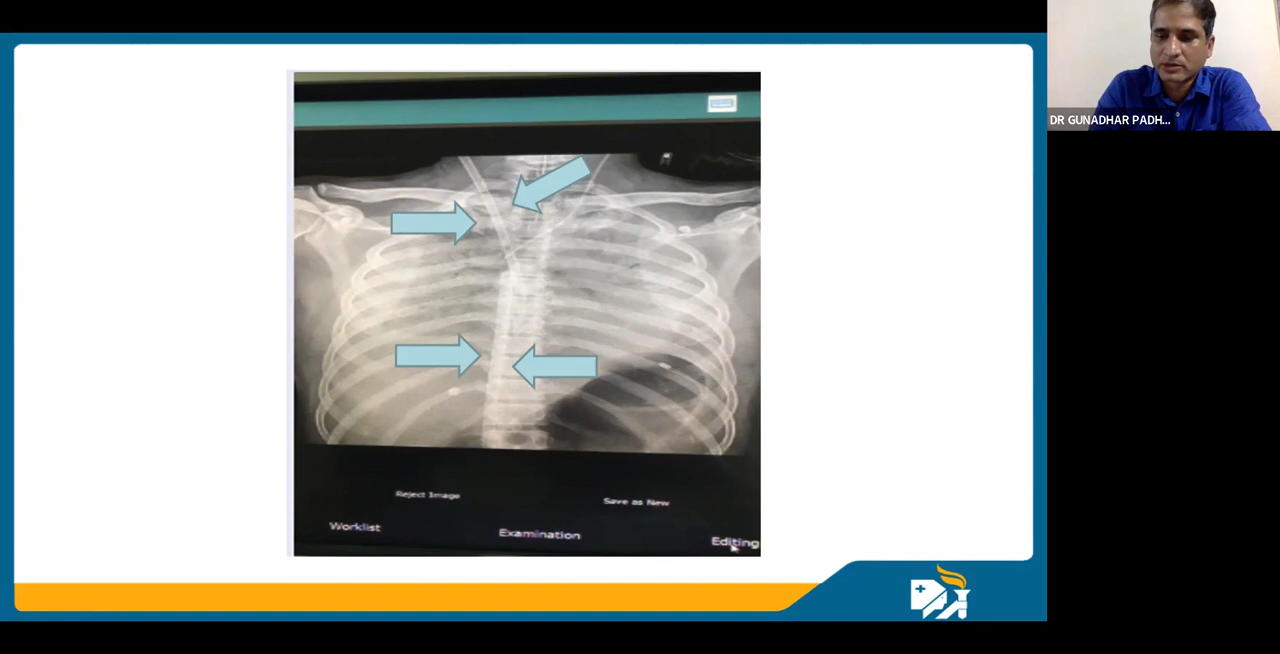 DR GUNADHAR PADH...
Reject Image
Save as New
Worklist
Examination
Editing